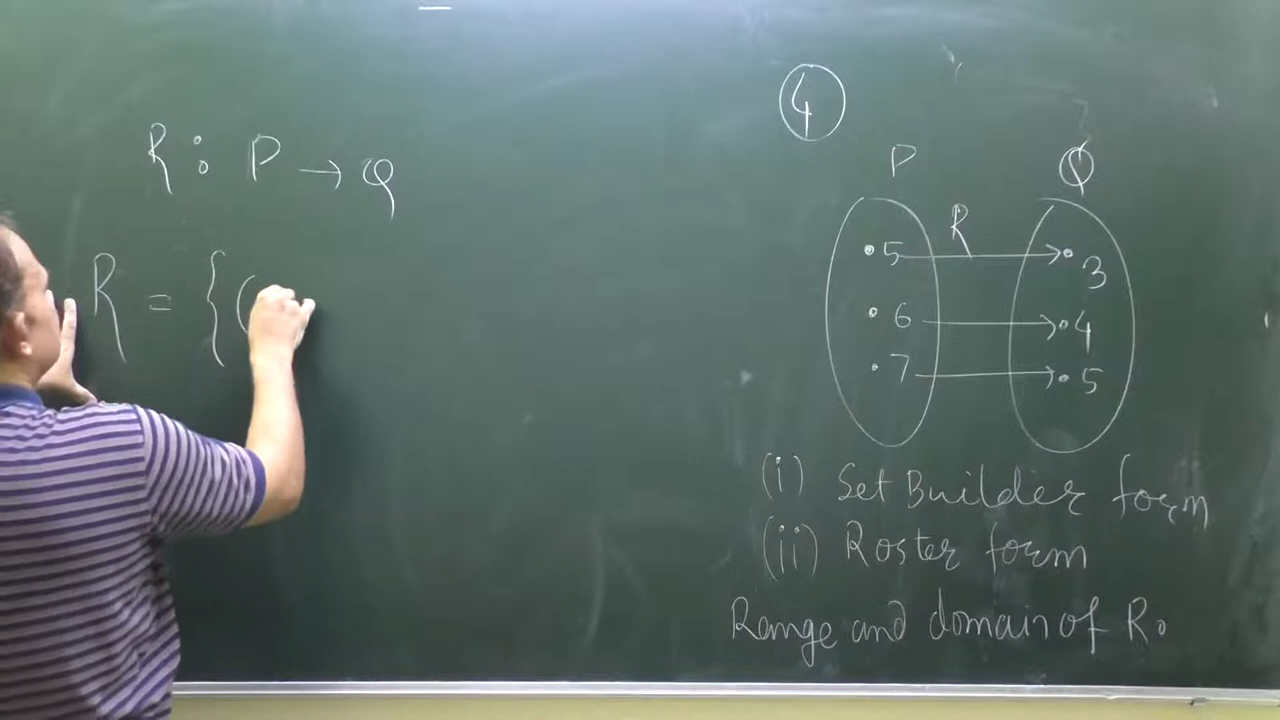 R : P → Q
R = { (
4
P Q
R
5 3
6 4
7 5
(i) Set Builder form
(ii) Roster form
Range and domain of R.